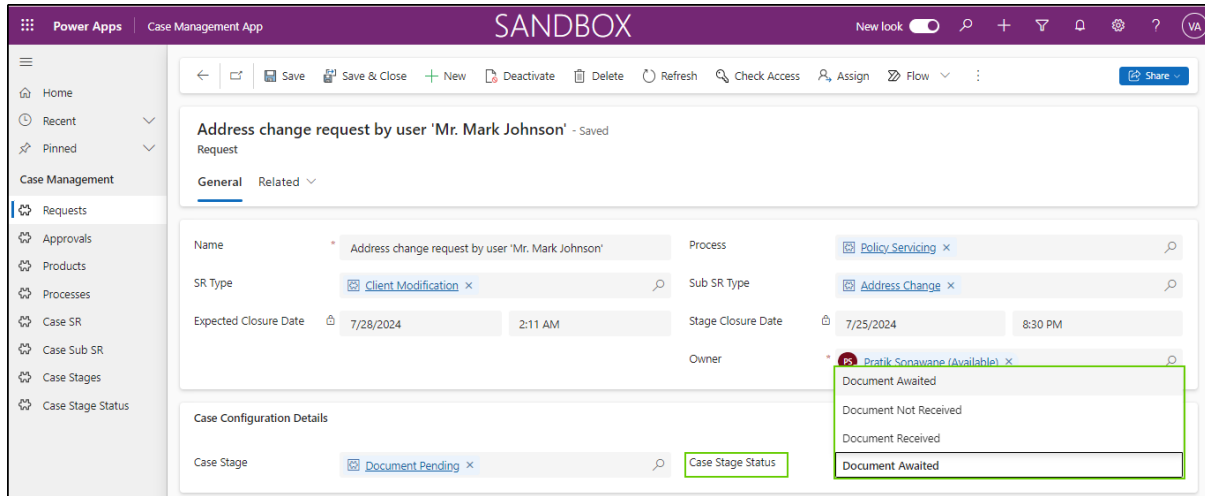 Power Apps Case Management App SANDBOX New look ? VA
Save Save & Close New Deactivate Delete Refresh Check Access Assign Flow Share
Home
Recent
Pinned
Case Management
Requests
Approvals
Products
Processes
Case SR
Case Sub SR
Case Stages
Case Stage Status
Address change request by user 'Mr. Mark Johnson' - Saved
Request
General Related
Name * Address change request by user 'Mr. Mark Johnson' Process Policy Servicing ×
SR Type Client Modification × Sub SR Type Address Change ×
Expected Closure Date 7/28/2024 2:11 AM Stage Closure Date 7/25/2024 8:30 PM
Owner * PS Pratik Sonawane (Available) ×
Document Awaited
Document Not Received
Document Received
Document Awaited
Case Configuration Details
Case Stage Document Pending × Case Stage Status